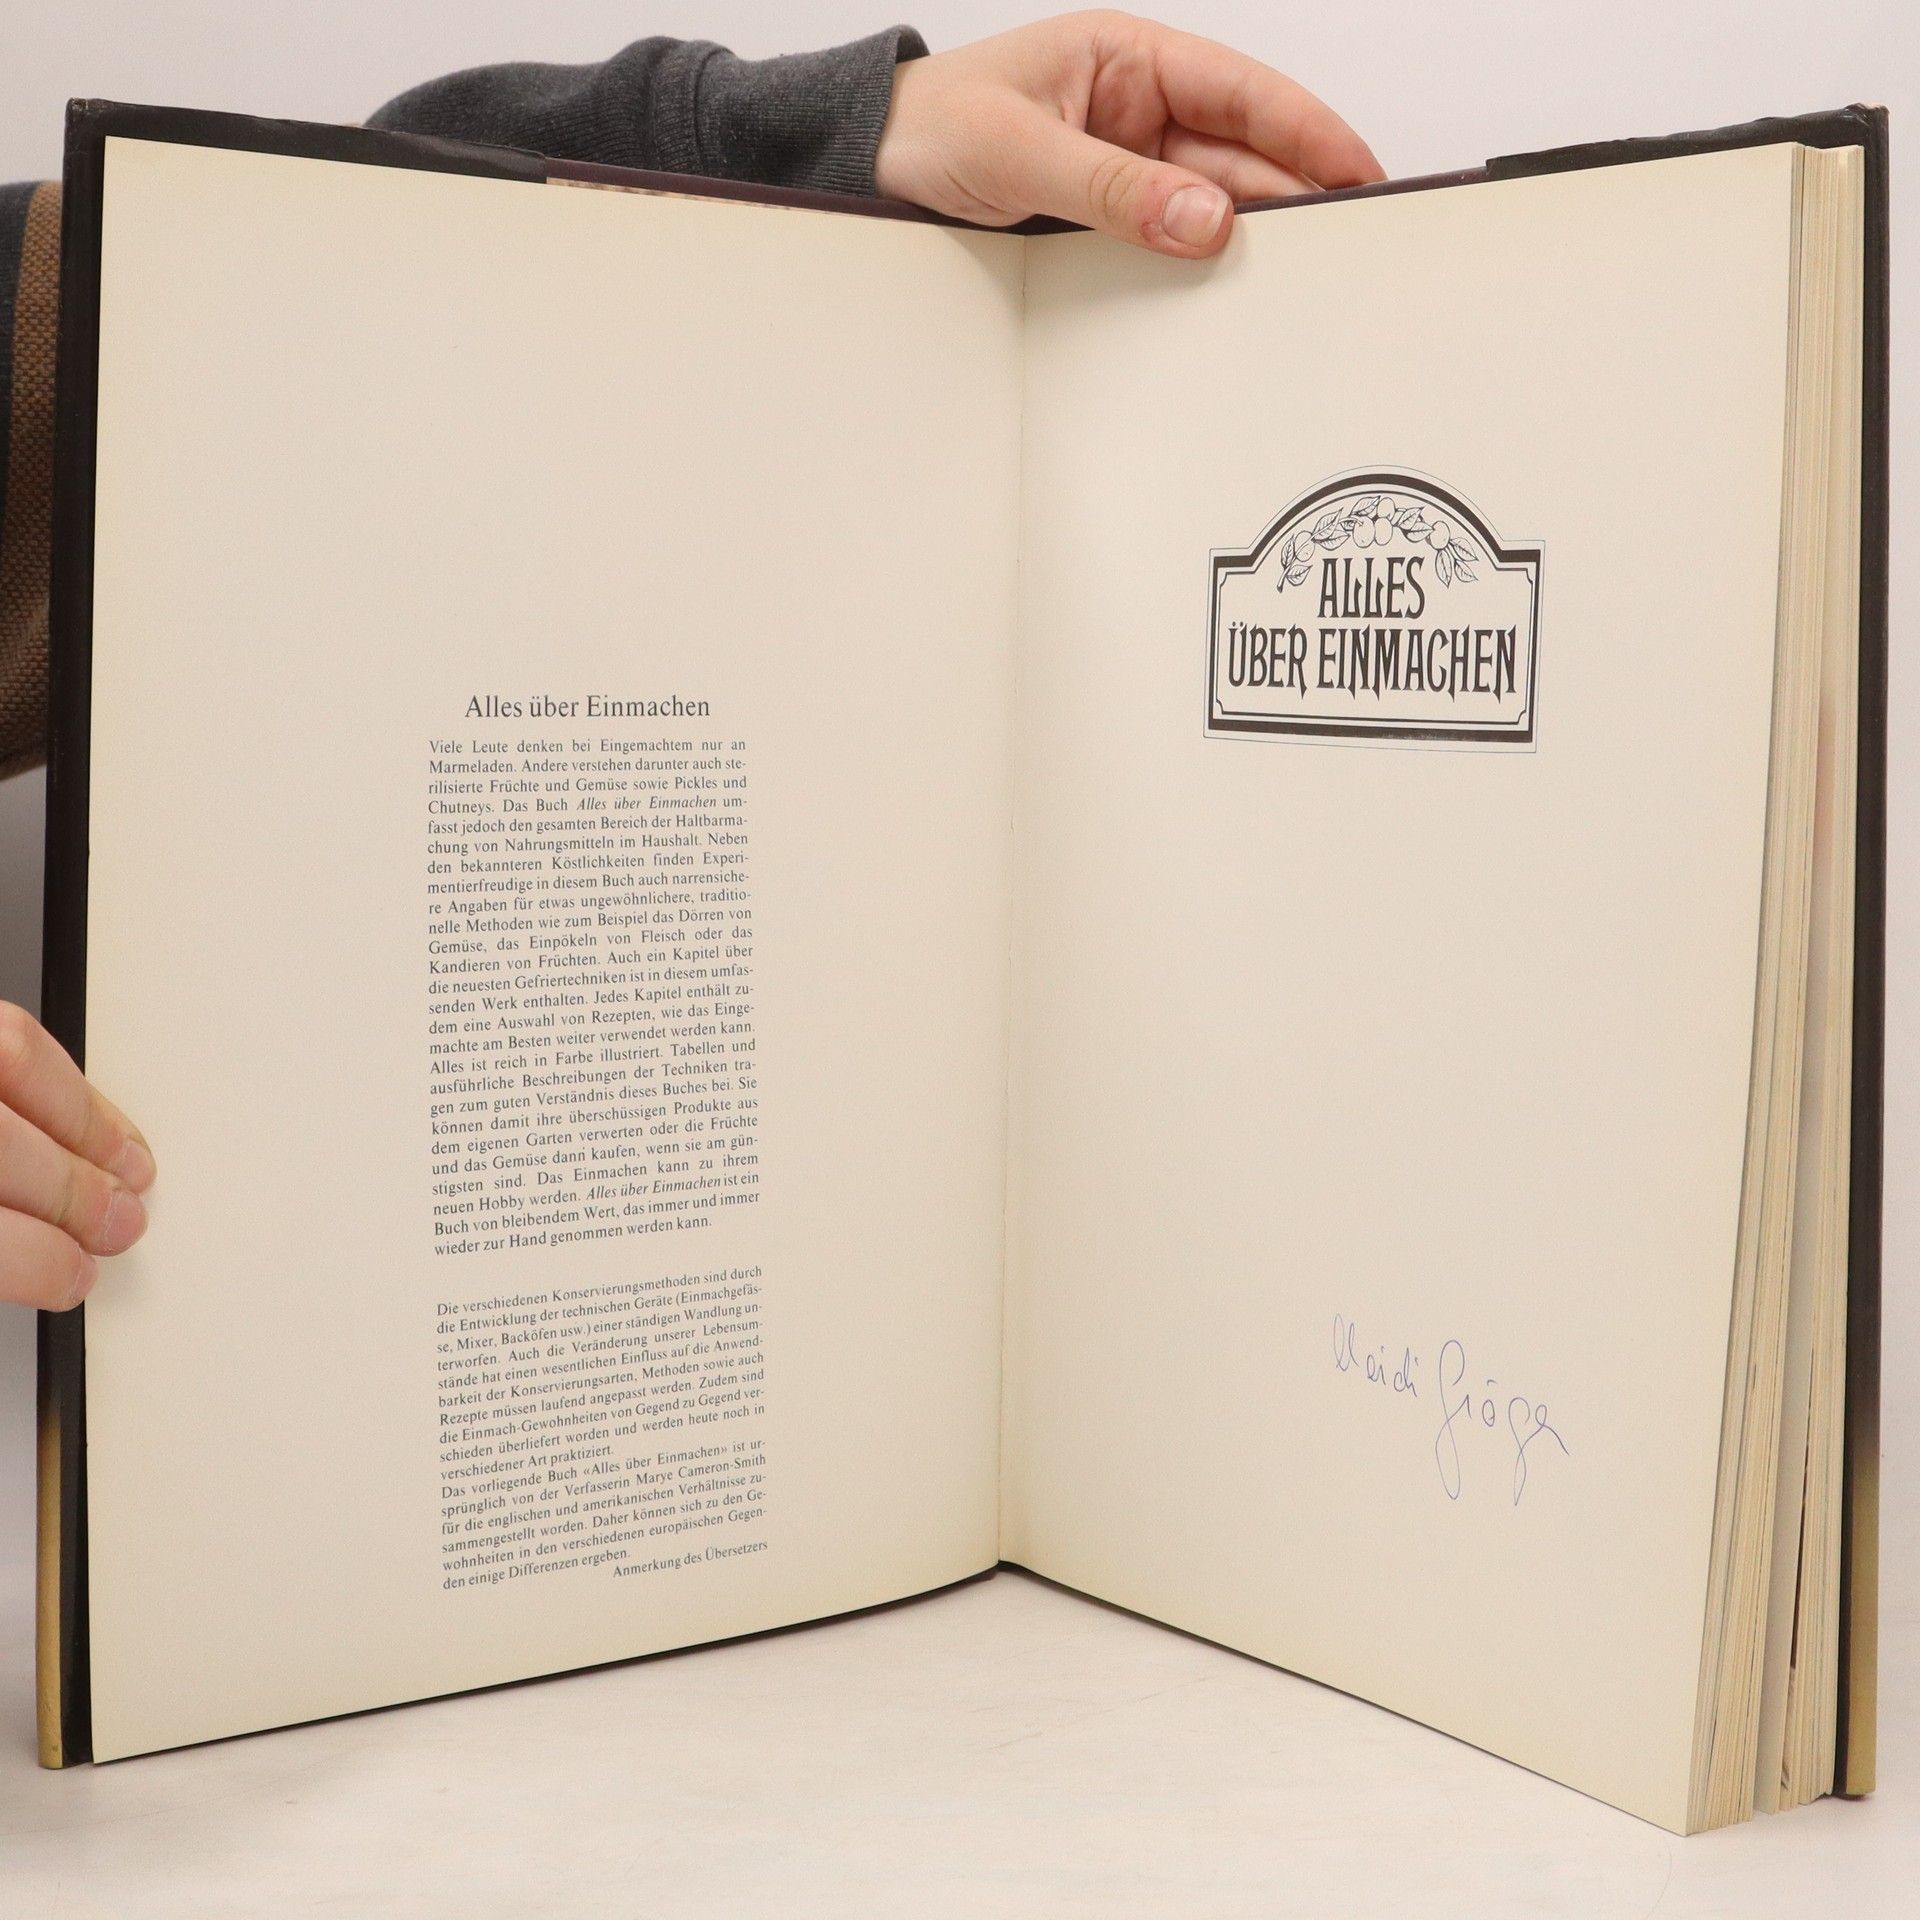 Alles über Einmachen
Viele Leute denken bei Eingemachtem nur an
Marmeladen. Andere verstehen darunter auch ste-
rilisierte Früchte und Gemüse sowie Pickles und
Chutneys. Das Buch Alles über Einmachen um-
fasst jedoch den gesamten Bereich der Haltbarma-
chung von Nahrungsmitteln im Haushalt. Neben
den bekannteren Köstlichkeiten finden Experi-
mentierfreudige in diesem Buch auch narrensiche-
re Angaben für etwas ungewöhnlichere, traditio-
nelle Methoden wie zum Beispiel das Dörren von
Gemüse, das Einpökeln von Fleisch oder das
Kandieren von Früchten. Auch ein Kapitel über
die neuesten Gefriertechniken ist in diesem umfas-
senden Werk enthalten. Jedes Kapitel enthält zu-
dem eine Auswahl von Rezepten, wie das Einge-
machte am Besten weiter verwendet werden kann.
Alles ist reich in Farbe illustriert. Tabellen und
ausführliche Beschreibungen der Techniken tra-
gen zum guten Verständnis dieses Buches bei. Sie
können damit ihre überschüssigen Produkte aus
dem eigenen Garten verwerten oder die Früchte
und das Gemüse dann kaufen, wenn sie am gün-
stigsten sind. Das Einmachen kann zu ihrem
neuen Hobby werden. Alles über Einmachen ist ein
Buch von bleibendem Wert, das immer und immer
wieder zur Hand genommen werden kann.
Die verschiedenen Konservierungsmethoden sind durch
die Entwicklung der technischen Geräte (Einmachgefäs-
se, Mixer, Backöfen usw.) einer ständigen Wandlung un-
terworfen. Auch die Veränderung unserer Lebensum-
stände hat einen wesentlichen Einfluss auf die Anwend-
barkeit der Konservierungsarten, Methoden sowie auch
Rezepte müssen laufend angepasst werden. Zudem sind
die Einmach-Gewohnheiten von Gegend zu Gegend ver-
schieden überliefert worden und werden heute noch in
verschiedener Art praktiziert.
Das vorliegende Buch «Alles über Einmachen» ist ur-
sprünglich von der Verfasserin Marye Cameron-Smith
für die englischen und amerikanischen Verhältnisse zu-
sammengestellt worden. Daher können sich zu den Ge-
wohnheiten in den verschiedenen europäischen Gegen-
den einige Differenzen ergeben.
Anmerkung des Übersetzers
ALLES
ÜBER EINMACHEN
Heidi